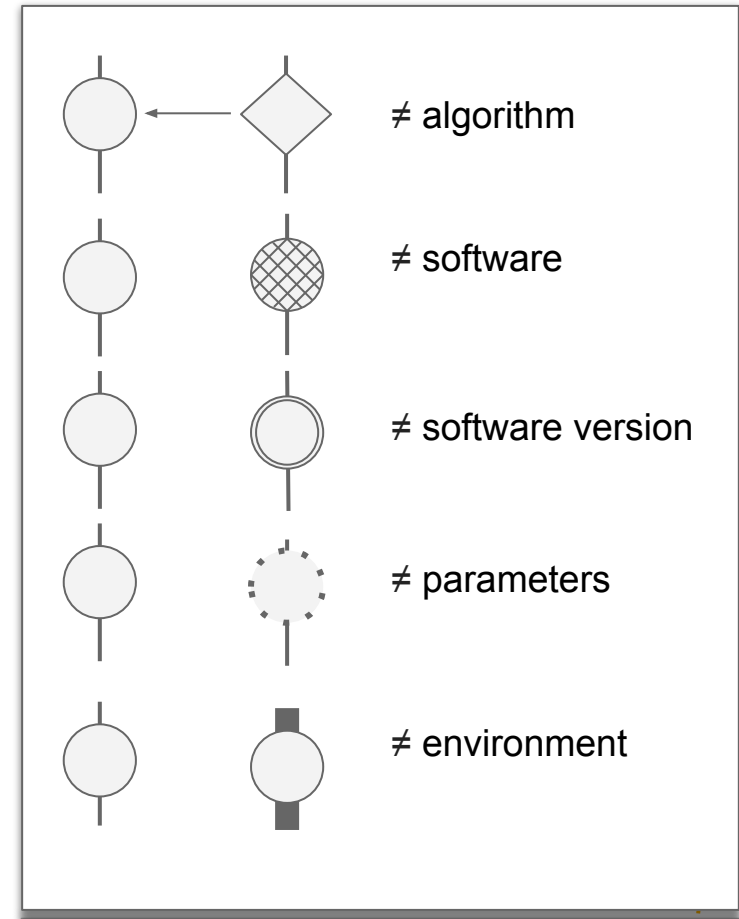 ≠ algorithm
≠ software
≠ software version
≠ parameters
≠ environment